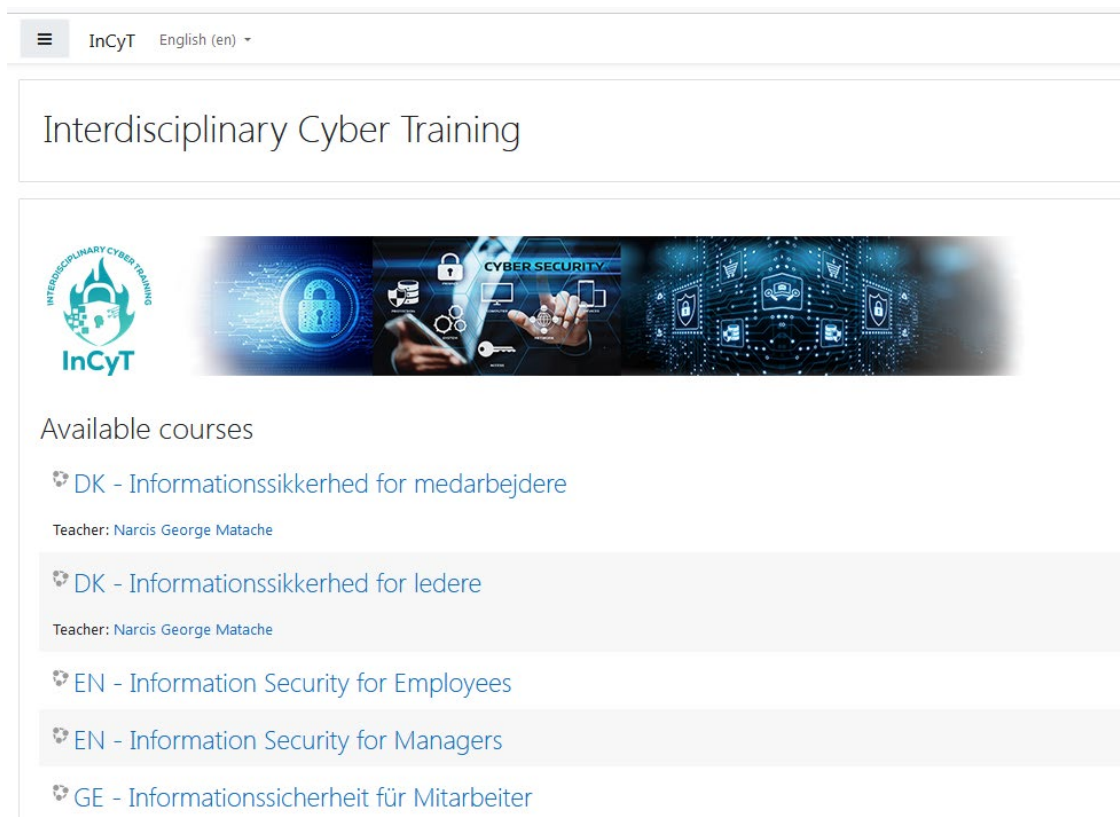 InCyT English (en)
Interdisciplinary Cyber Training
INTERDISCIPLINARY CYBER TRAINING
InCyT
CYBER SECURITY
Available courses
DK - Informationssikkerhed for medarbejdere
Teacher: Narcis George Matache
DK - Informationssikkerhed for ledere
Teacher: Narcis George Matache
EN - Information Security for Employees
EN - Information Security for Managers
GE - Informationssicherheit für Mitarbeiter